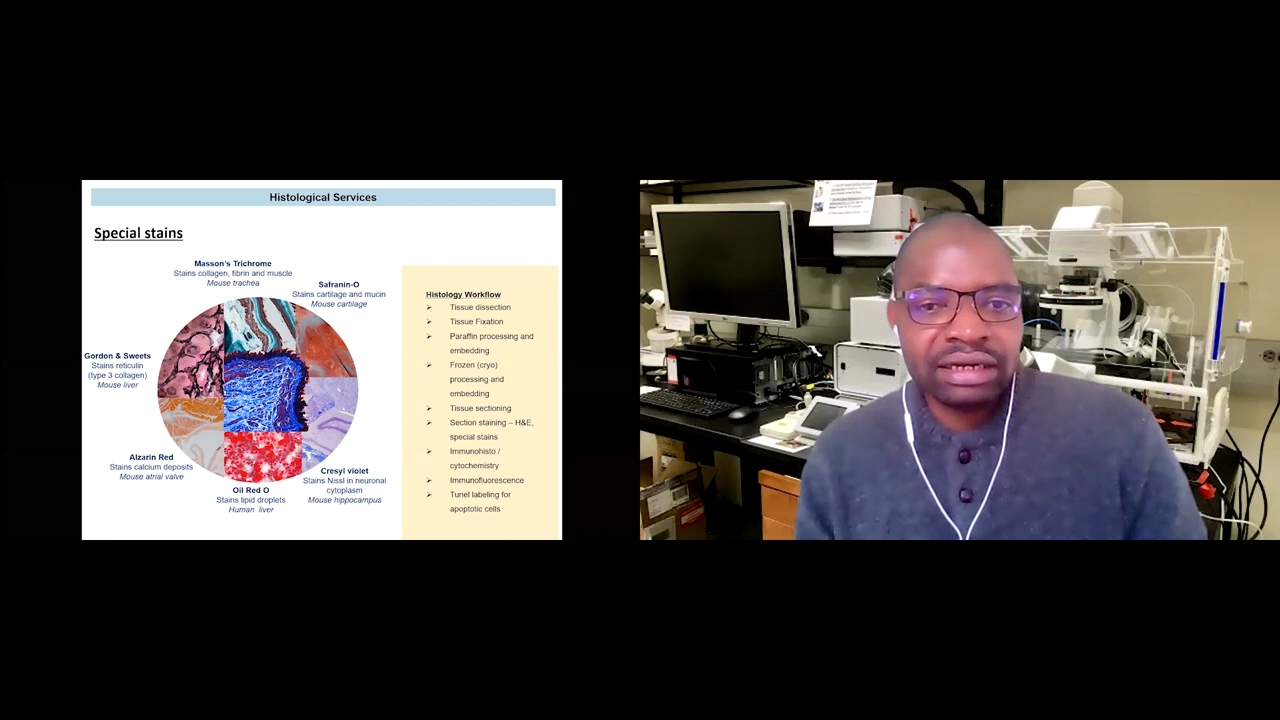 Histological Services
Special stains
Masson's Trichrome
Stains collagen, fibrin and muscle
Mouse trachea
Safranin-O
Stains cartilage and mucin
Mouse cartilage
Gordon & Sweets
Stains reticulin
(type 3 collagen)
Mouse liver
Alzarin Red
Stains calcium deposits
Mouse atrial valve
Oil Red O
Stains lipid droplets
Human liver
Cresyl violet
Stains Nissl in neuronal
cytoplasm
Mouse hippocampus
Histology Workflow
➢ Tissue dissection
➢ Tissue Fixation
➢ Paraffin processing and
embedding
➢ Frozen (cryo)
processing and
embedding
➢ Tissue sectioning
➢ Section staining – H&E,
special stains
➢ Immunohisto /
cytochemistry
➢ Immunofluorescence
➢ Tunel labeling for
apoptotic cells